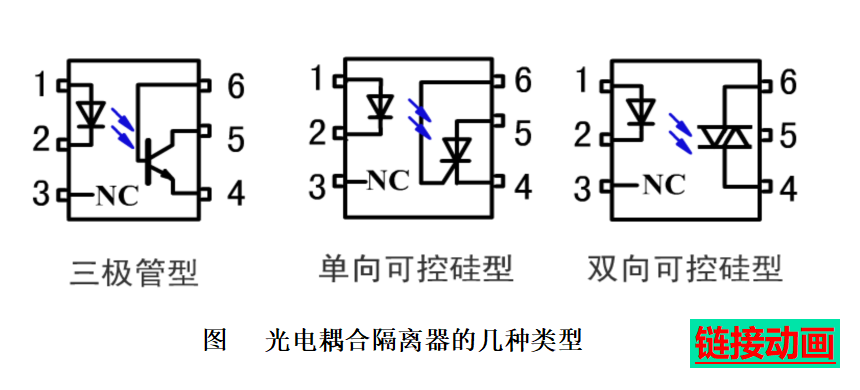 1 6 1 6 1 6
2 5 2 5 2 5
3 NC 4 3 NC 4 3 NC 4
三极管型 单向可控硅型 双向可控硅型
图 光电耦合隔离器的几种类型
链接动画